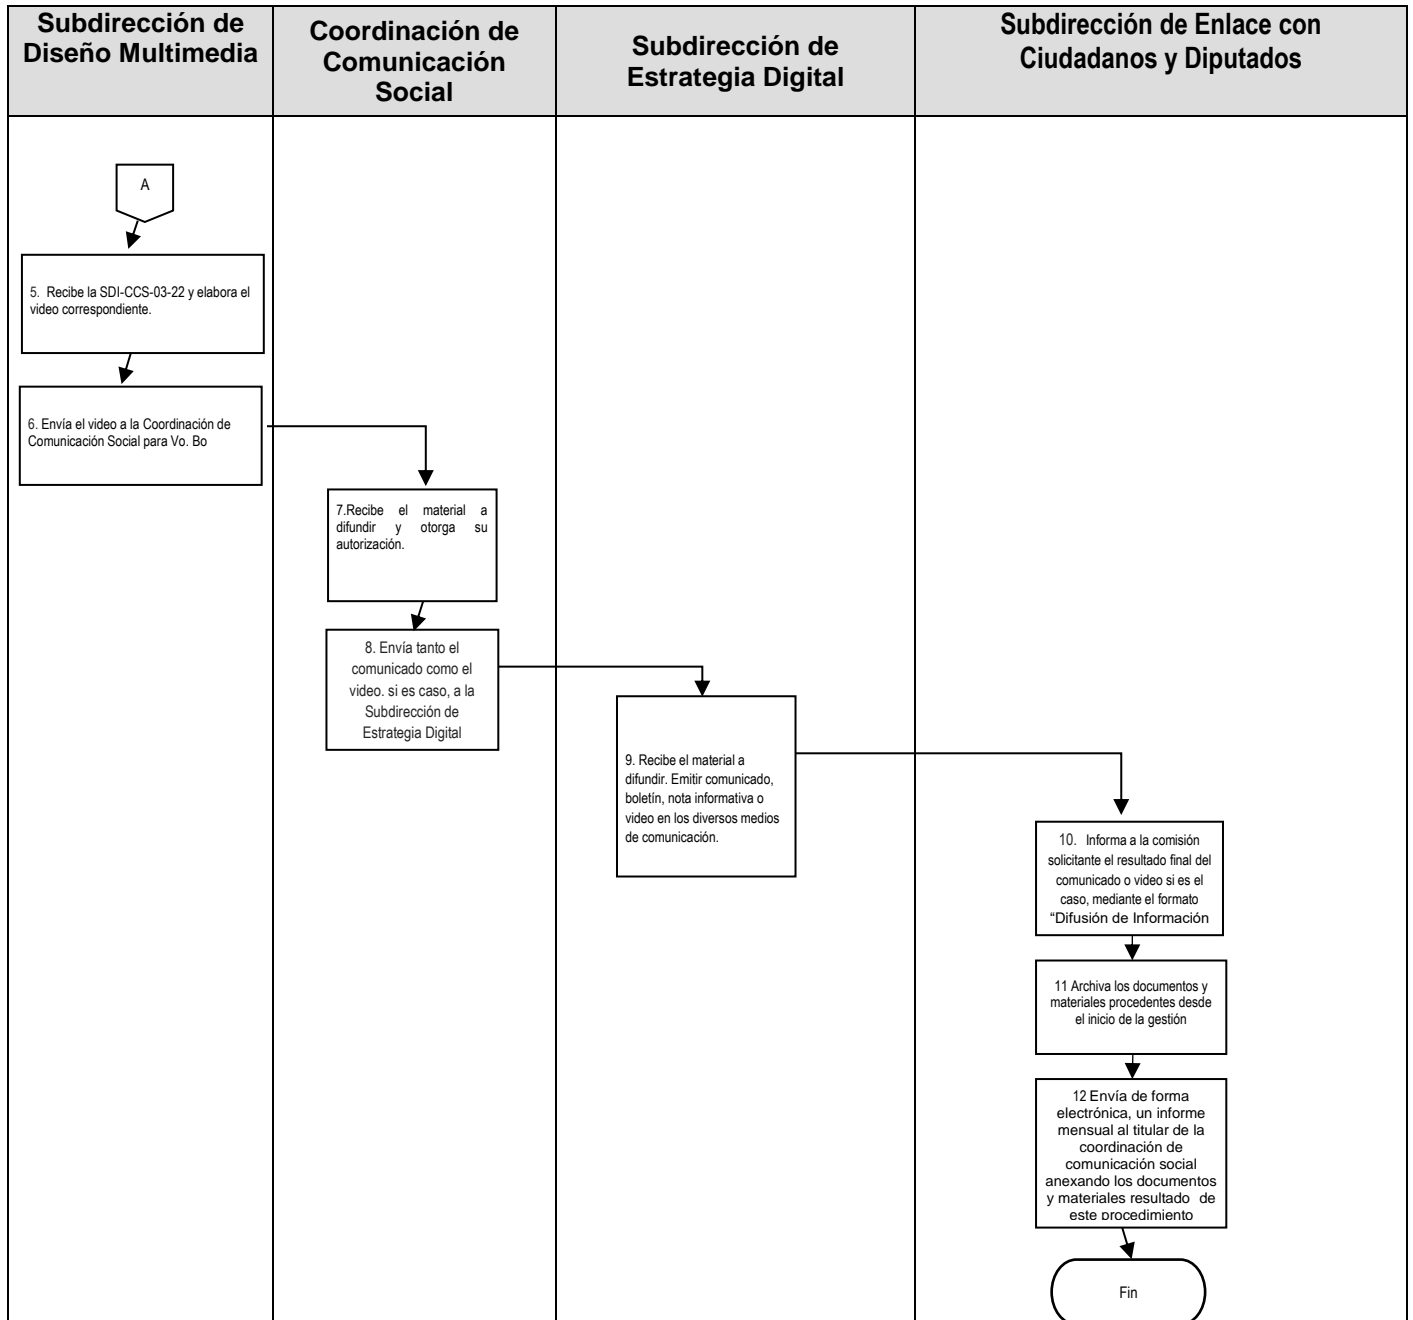 Subdirección de
Diseño Multimedia
Coordinación de
Comunicación
Social
Subdirección de
Estrategia Digital
Subdirección de Enlace con
Ciudadanos y Diputados
A
5. Recibe la SDI-CCS-03-22 y elabora el
video correspondiente.
6. Envía el video a la Coordinación de
Comunicación Social para Vo. Bo
7.Recibe el material a
difundir y otorga su
autorización.
8. Envía tanto el
comunicado como el
video. si es caso, a la
Subdirección de
Estrategia Digital
9. Recibe el material a
difundir. Emitir comunicado,
boletín, nota informativa o
video en los diversos medios
de comunicación.
10. Informa a la comisión
solicitante el resultado final del
comunicado o video si es el
caso, mediante el formato
“Difusión de Información
11 Archiva los documentos y
materiales procedentes desde
el inicio de la gestión
12 Envía de forma
electrónica, un informe
mensual al titular de la
coordinación de
comunicación social
anexando los documentos
y materiales resultado de
este procedimiento
Fin